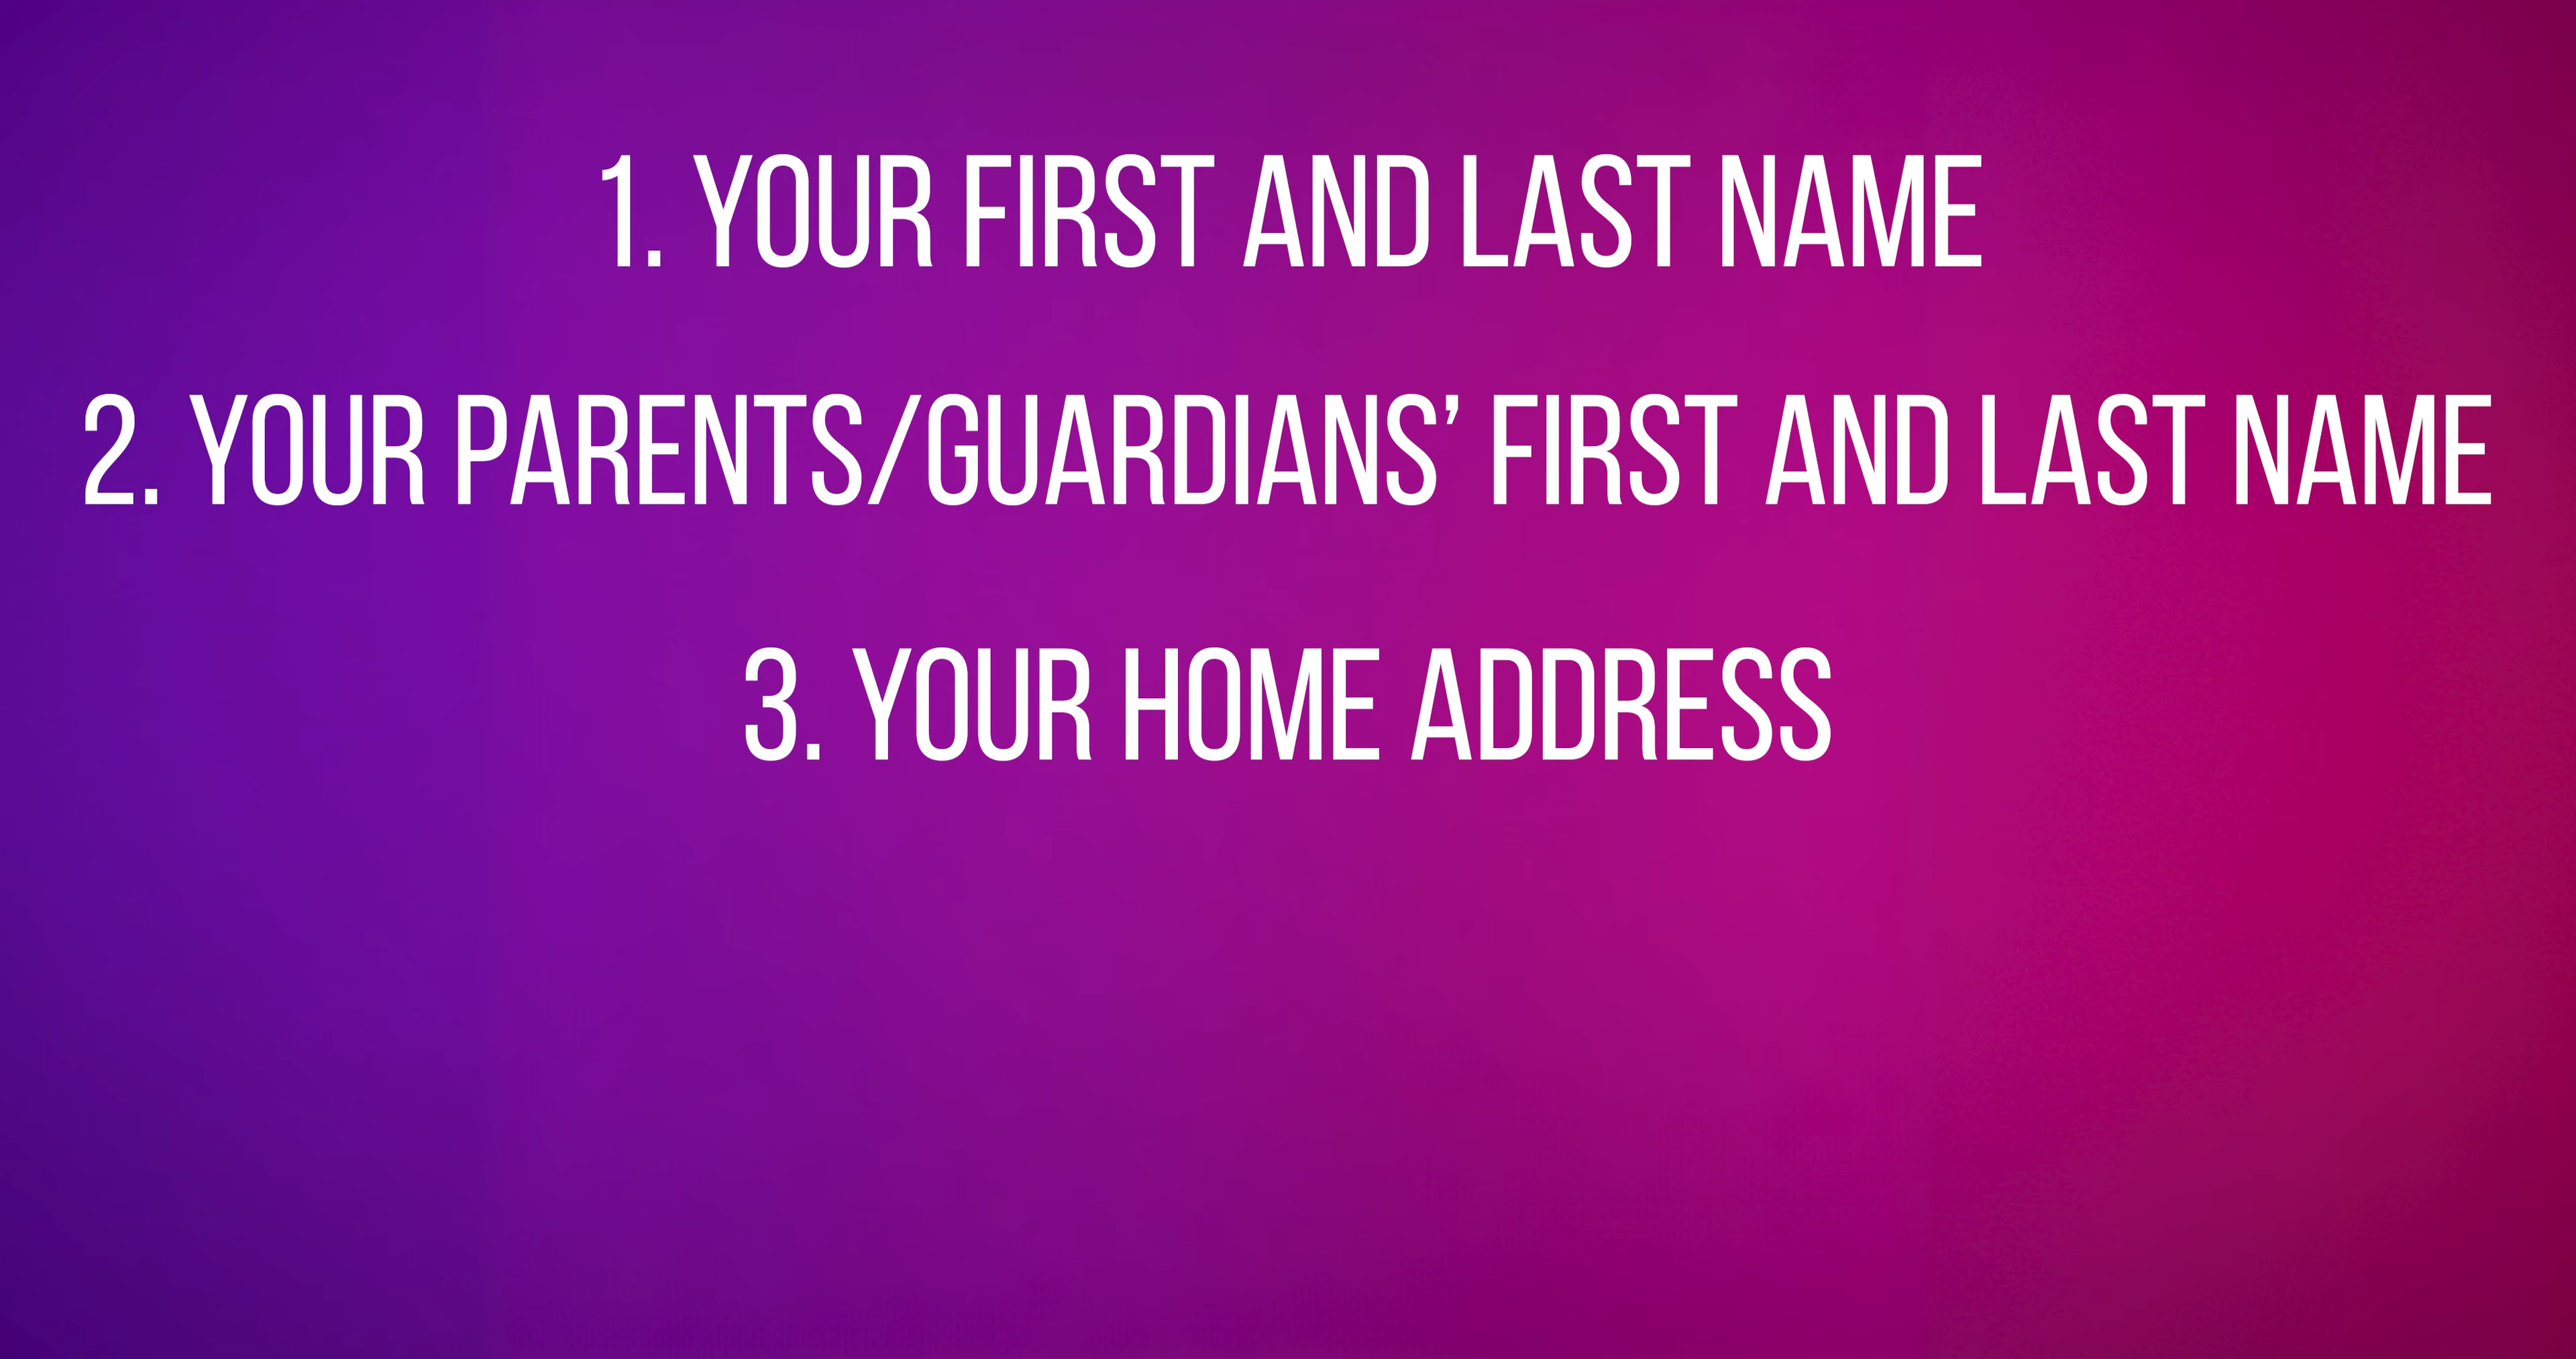 1. YOUR FIRST AND LAST NAME
2. YOUR PARENTS/GUARDIANS’ FIRST AND LAST NAME
3. YOUR HOME ADDRESS